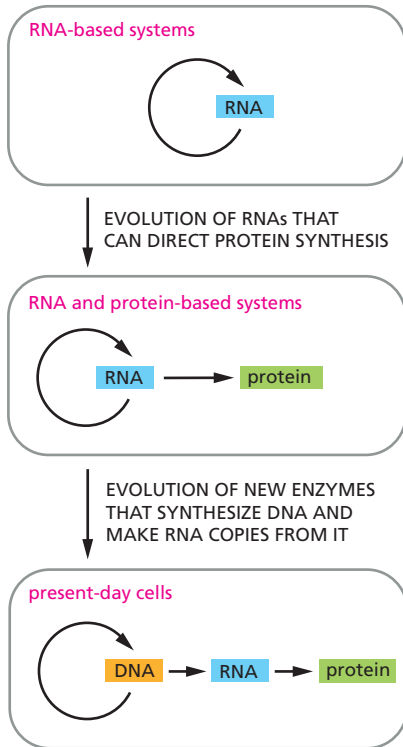 RNA-based systems
RNA
EVOLUTION OF RNAs THAT
CAN DIRECT PROTEIN SYNTHESIS
RNA and protein-based systems
RNA
protein
EVOLUTION OF NEW ENZYMES
THAT SYNTHESIZE DNA AND
MAKE RNA COPIES FROM IT
present-day cells
DNA
RNA
protein